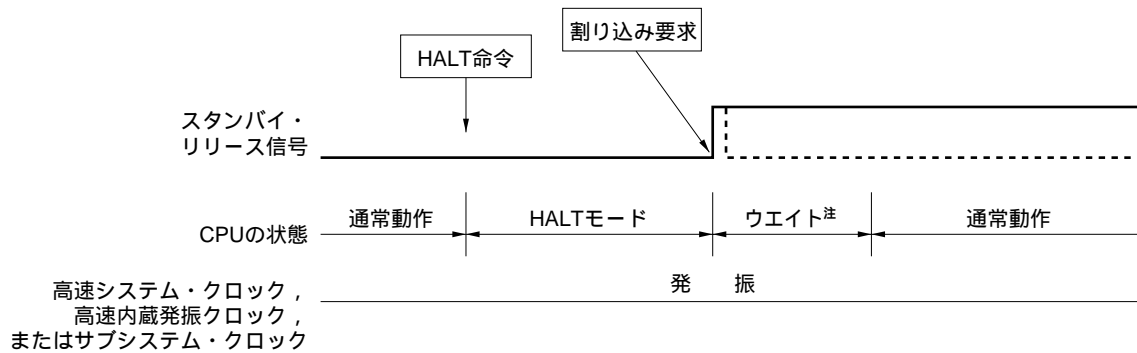 割り込み要求
HALT命令
スタンバイ・
リリース信号
通常動作 HALTモード ウエイト注 通常動作
CPUの状態
発 振
高速システム・クロック，
高速内蔵発振クロック，
またはサブシステム・クロック